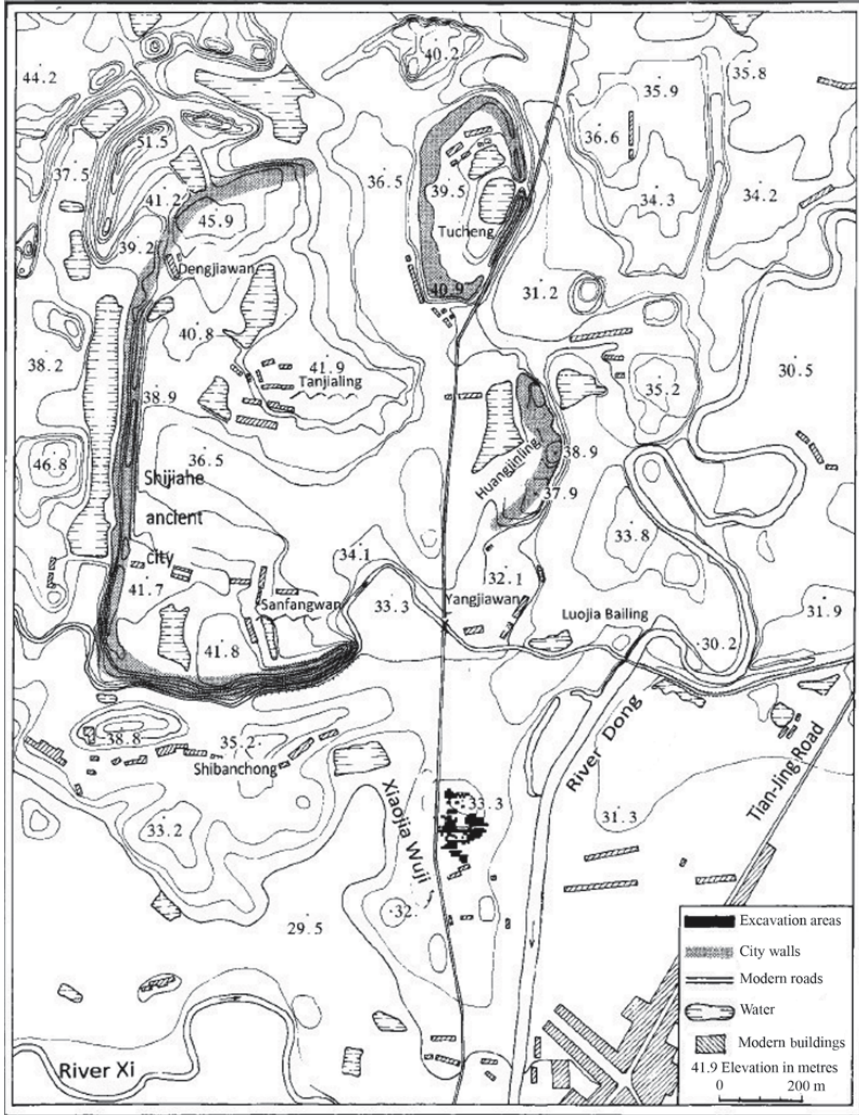 40.2
44.2
35.8
35.9
51.5
36.6
37.5
36.5
39.5
41.2
34.3
34.2
45.9
39.2
Tucheng
Dengjiawan
40.9
31.2
40.8
38.2
41.9
30.5
Tanjialing
35.2
38.9
36.5
46.8
Huangjinling
38.9
Shijiahe
ancient
city
37.9
33.8
34.1
41.7
32.1
Sanfangwan
33.3
Yangjiawan
31.9
Luojia Bailing
41.8
30.2
38.8
35.2
Shibanchong
River Dong
Tian-Jing Road
Xiaojia Wuji
33.3
33.2
31.3
32.
29.5
River Xi
Excavation areas
City walls
Modern roads
Water
Modern buildings
41.9 Elevation in metres
0 200 m